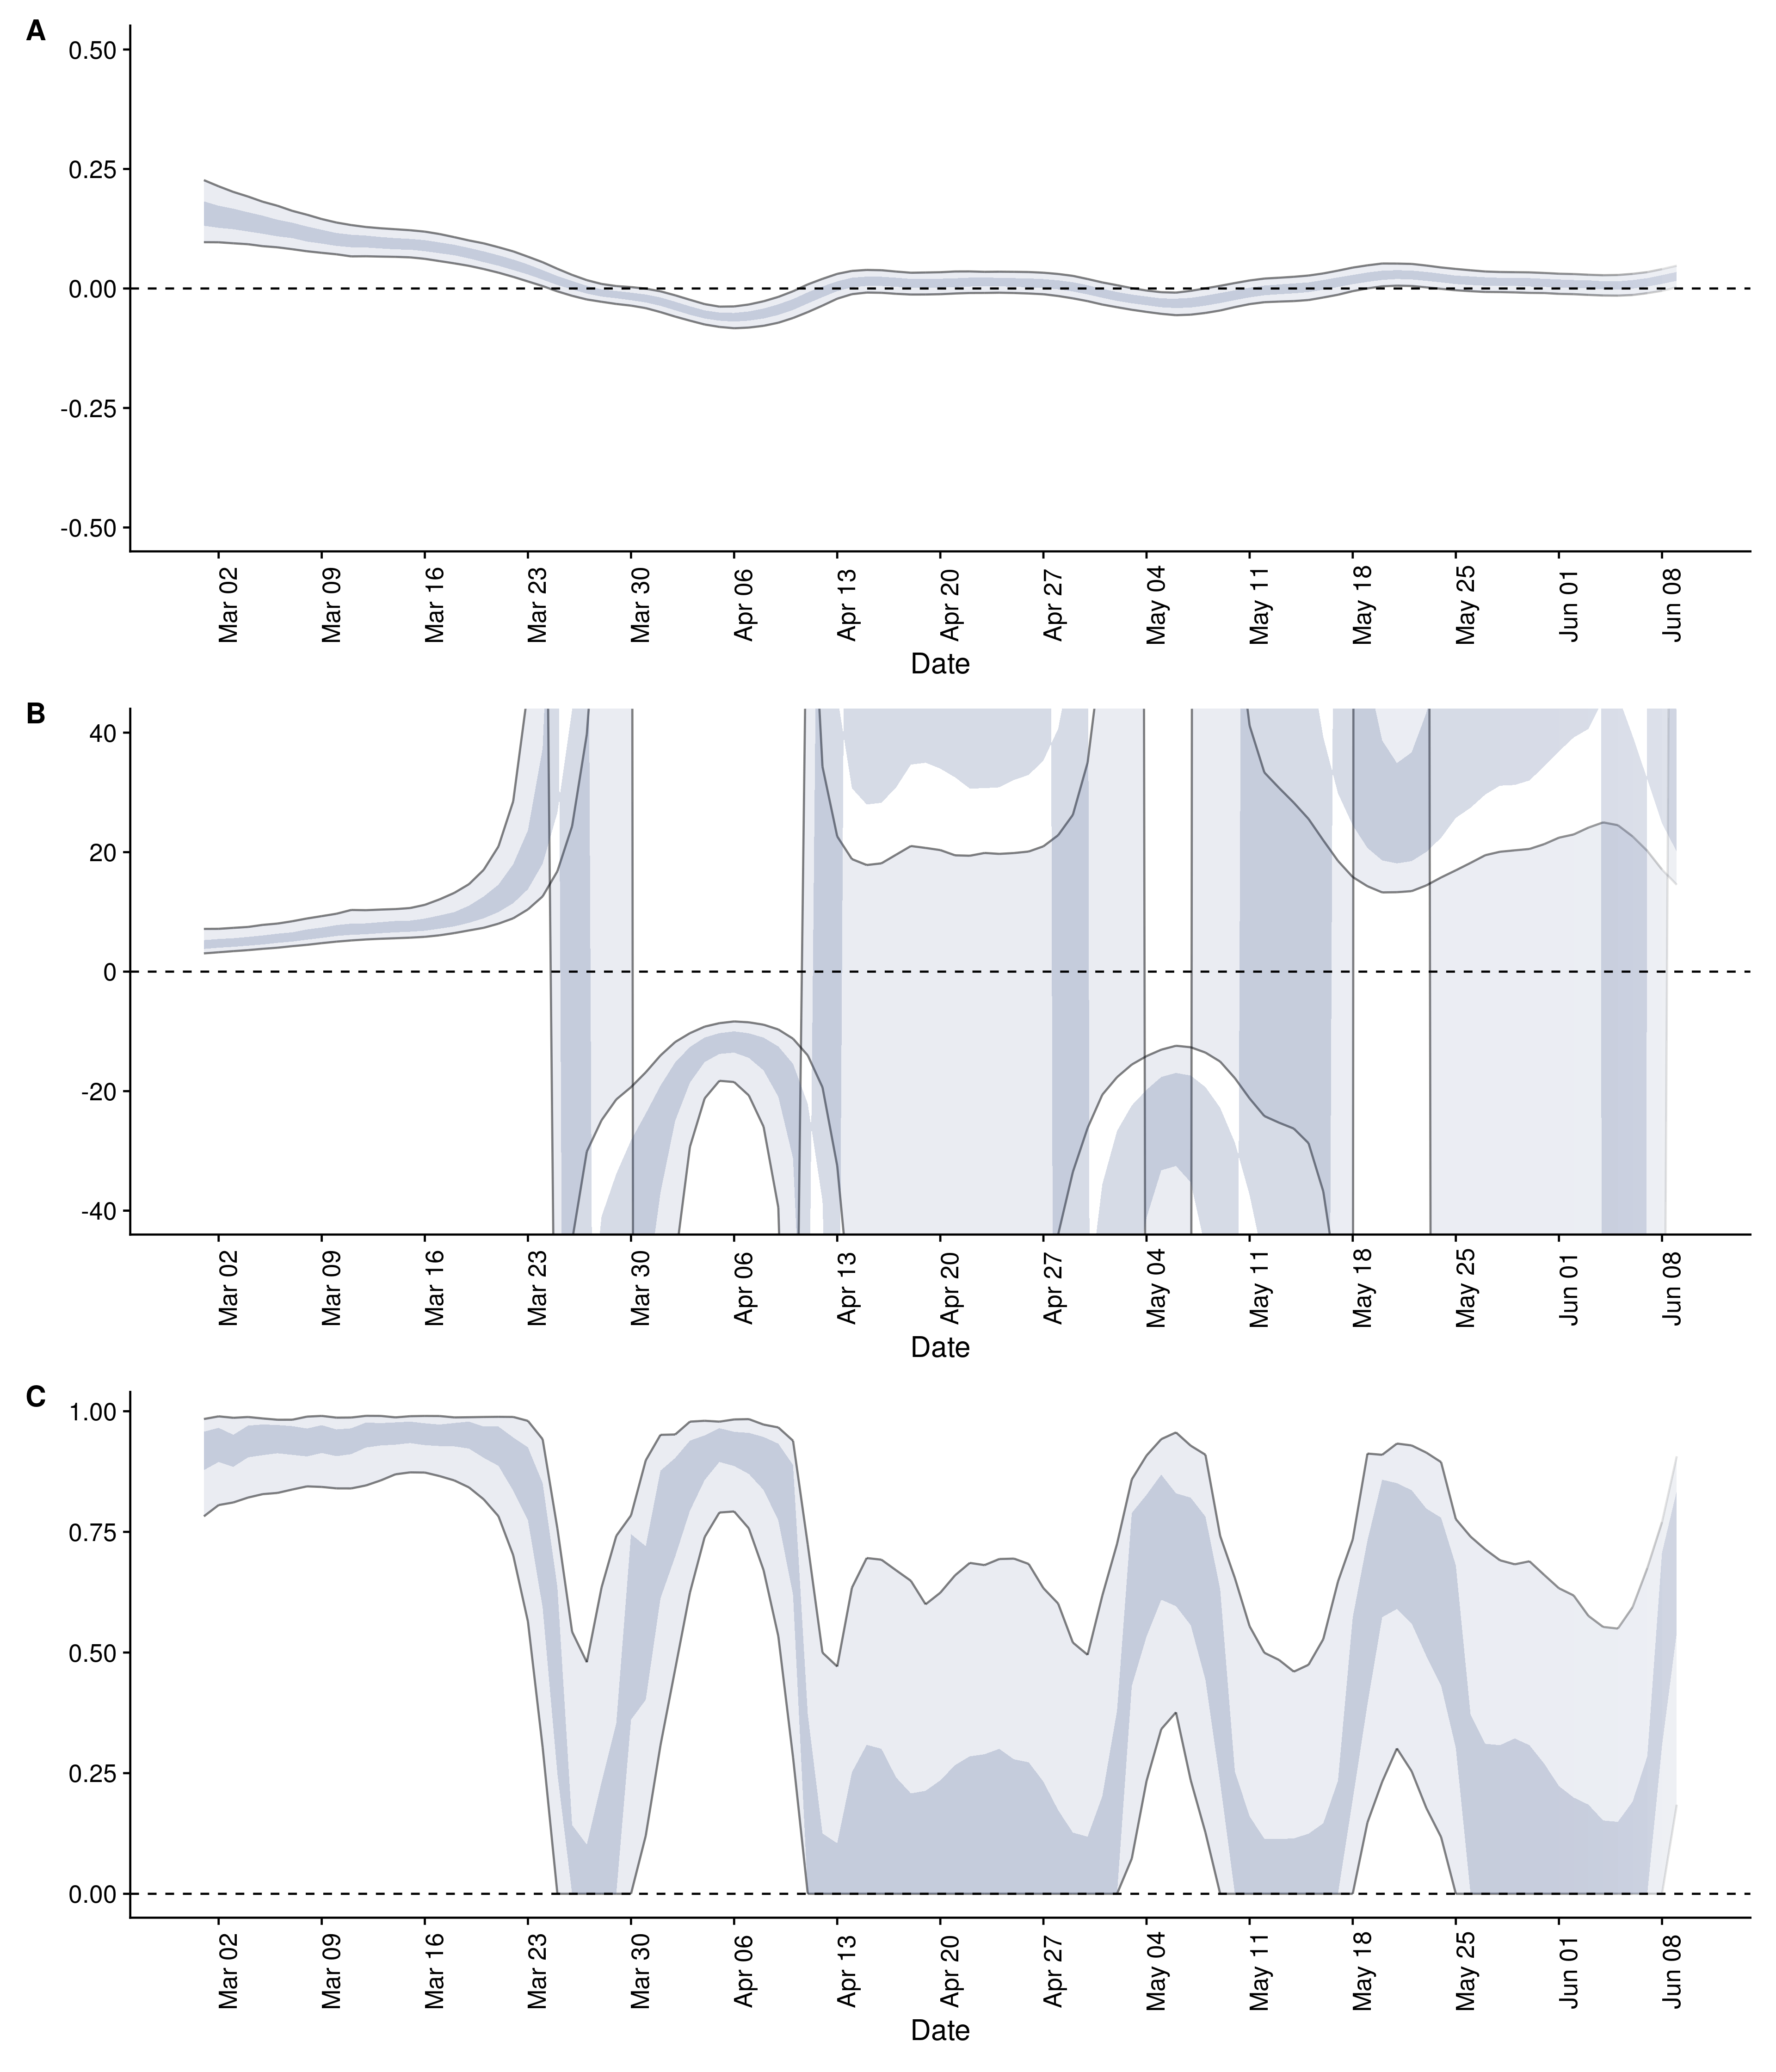 A
0.50
0.25
0.00
-0.25
-0.50
Mar 02
Mar 09
Mar 16
Mar 23
Mar 30
Apr 06
Apr 13
Apr 20
Apr 27
May 04
May 11
May 18
May 25
Jun 01
Jun 08
Date
B
40
20
0
-20
-40
Mar 02
Mar 09
Mar 16
Mar 23
Mar 30
Apr 06
Apr 13
Apr 20
Apr 27
May 04
May 11
May 18
May 25
Jun 01
Jun 08
Date
C
1.00
0.75
0.50
0.25
0.00
Mar 02
Mar 09
Mar 16
Mar 23
Mar 30
Apr 06
Apr 13
Apr 20
Apr 27
May 04
May 11
May 18
May 25
Jun 01
Jun 08
Date